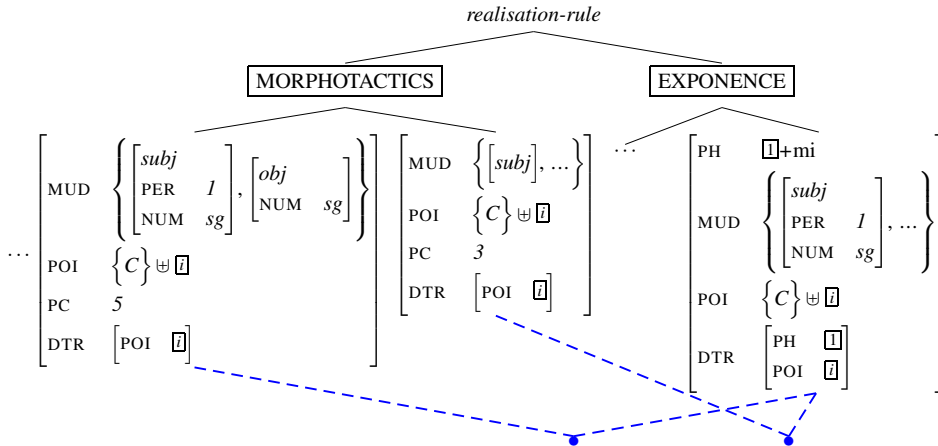 realisation-rule
MORPHOTACTICS EXPONENCE
... MUD { [ subj PER 1 NUM sg ] , [ obj NUM sg ] }
POI { C } ⊎ i
PC 5
DTR [ POI i ]
MUD { [ subj ] , ... }
POI { C } ⊎ i
PC 3
DTR [ POI i ]
...
PH 1 +mi
MUD { [ subj PER 1 NUM sg ] , ... }
POI { C } ⊎ i
DTR [ PH 1 POI i ]